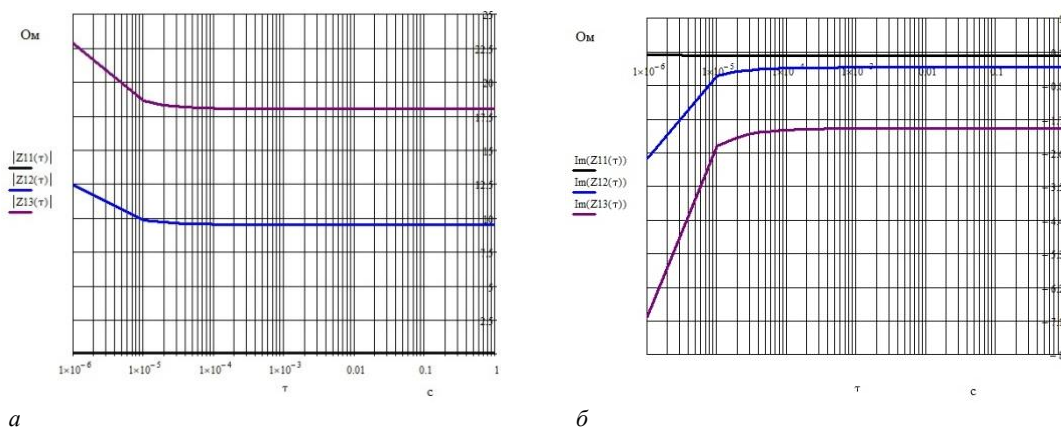 Ом
25
22.5
20
17.5
15
12.5
10
7.5
5
2.5
|Z11(τ)|
|Z12(τ)|
|Z13(τ)|
1×10⁻⁶
1×10⁻⁵
1×10⁻⁴
1×10⁻³
0.01
0.1
1
τ
с
а
Ом
1×10⁻⁶
1×10⁻⁵
1×10⁻⁴
1×10⁻³
0.01
0.1
Im(Z11(τ))
Im(Z12(τ))
Im(Z13(τ))
τ
с
б